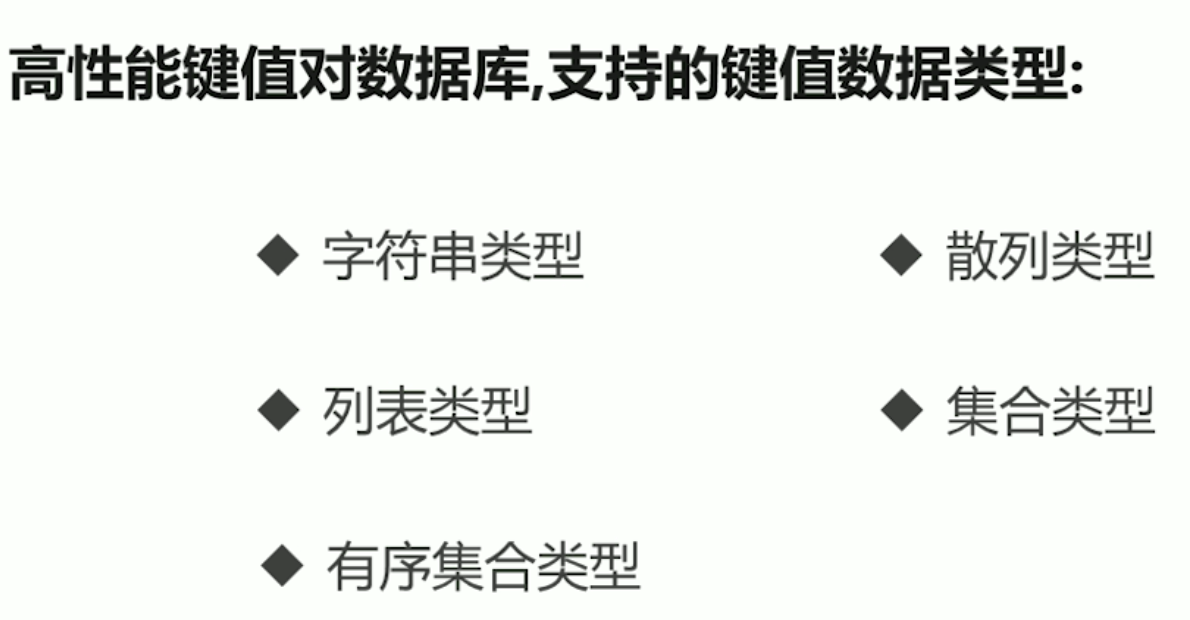 高性能键值对数据库,支持的键值数据类型:
◆ 字符串类型 ◆ 散列类型
◆ 列表类型 ◆ 集合类型
◆ 有序集合类型